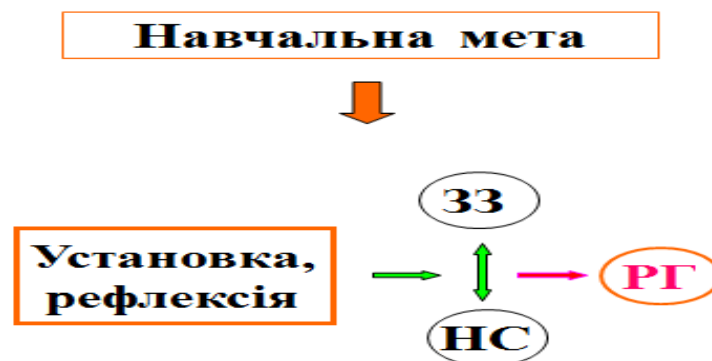 Навчальна мета
ЗЗ
Установка,
рефлексія
РГ
НС